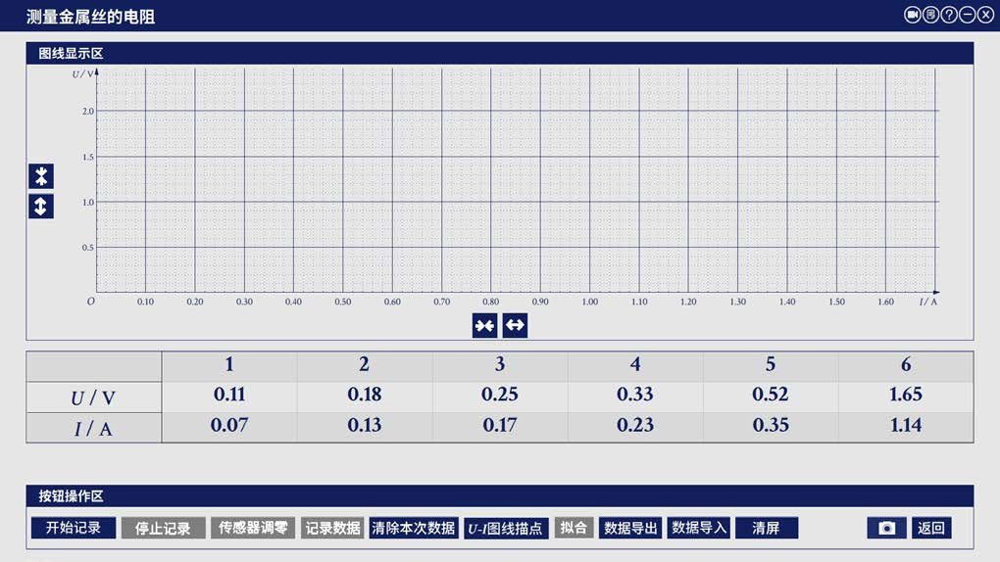 测量金属丝的电阻
图线显示区
U / V
2.0
1.5
1.0
0.5
O 0.10 0.20 0.30 0.40 0.50 0.60 0.70 0.80 0.90 1.00 1.10 1.20 1.30 1.40 1.50 1.60 I / A
1 2 3 4 5 6
U / V 0.11 0.18 0.25 0.33 0.52 1.65
I / A 0.07 0.13 0.17 0.23 0.35 1.14
按钮操作区
开始记录 停止记录 传感器调零 记录数据 清除本次数据 U-I图线描点 拟合 数据导出 数据导入 清屏 返回